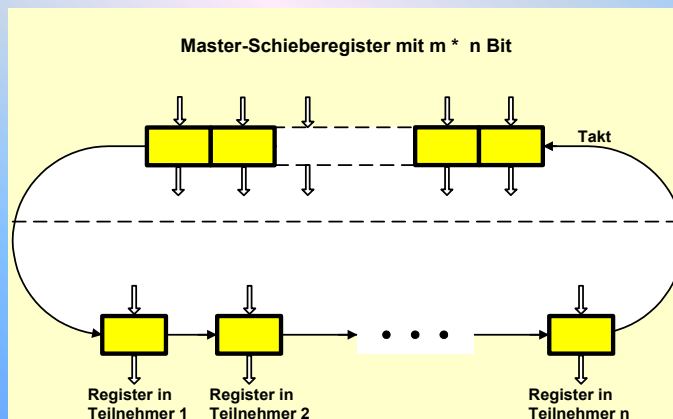 Master-Schieberegister mit m * n Bit
Takt
Register in Teilnehmer 1
Register in Teilnehmer 2
Register in Teilnehmer n